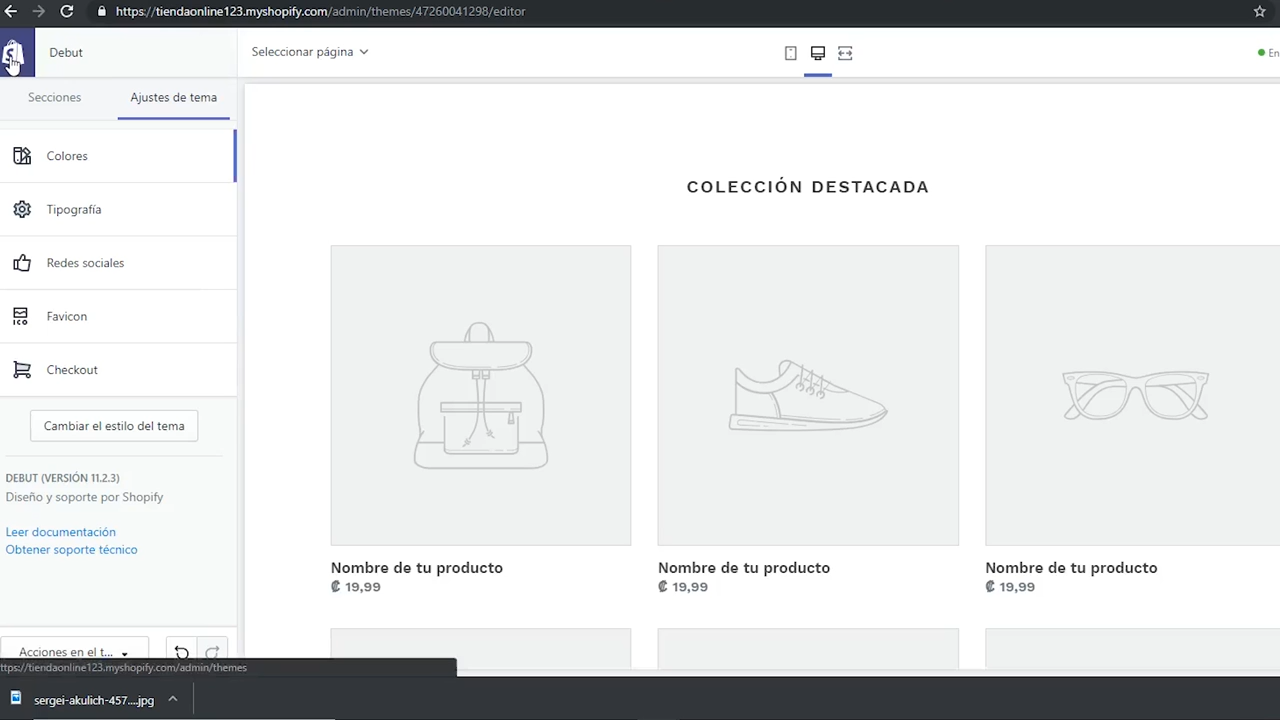 https://tiendaonline123.myshopify.com/admin/themes/47260041298/editor
Debut
Seleccionar página
En
Secciones
Ajustes de tema
Colores
Tipografía
Redes sociales
Favicon
Checkout
Cambiar el estilo del tema
DEBUT (VERSIÓN 11.2.3)
Diseño y soporte por Shopify
Leer documentación
Obtener soporte técnico
Acciones en el t...
COLECCIÓN DESTACADA
Nombre de tu producto
₡ 19,99
Nombre de tu producto
₡ 19,99
Nombre de tu producto
₡ 19,99
ttps://tiendaonline123.myshopify.com/admin/themes
sergei-akulich-457....jpg